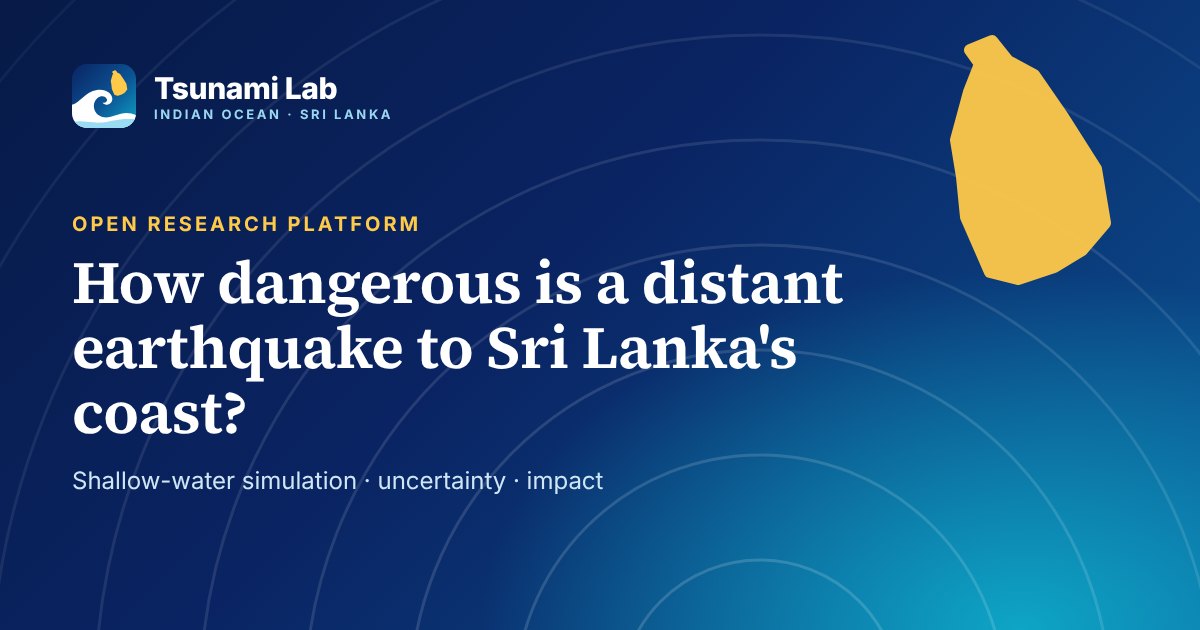 Tsunami Lab
INDIAN OCEAN · SRI LANKA
OPEN RESEARCH PLATFORM
How dangerous is a distant
earthquake to Sri Lanka's
coast?
Shallow-water simulation · uncertainty · impact